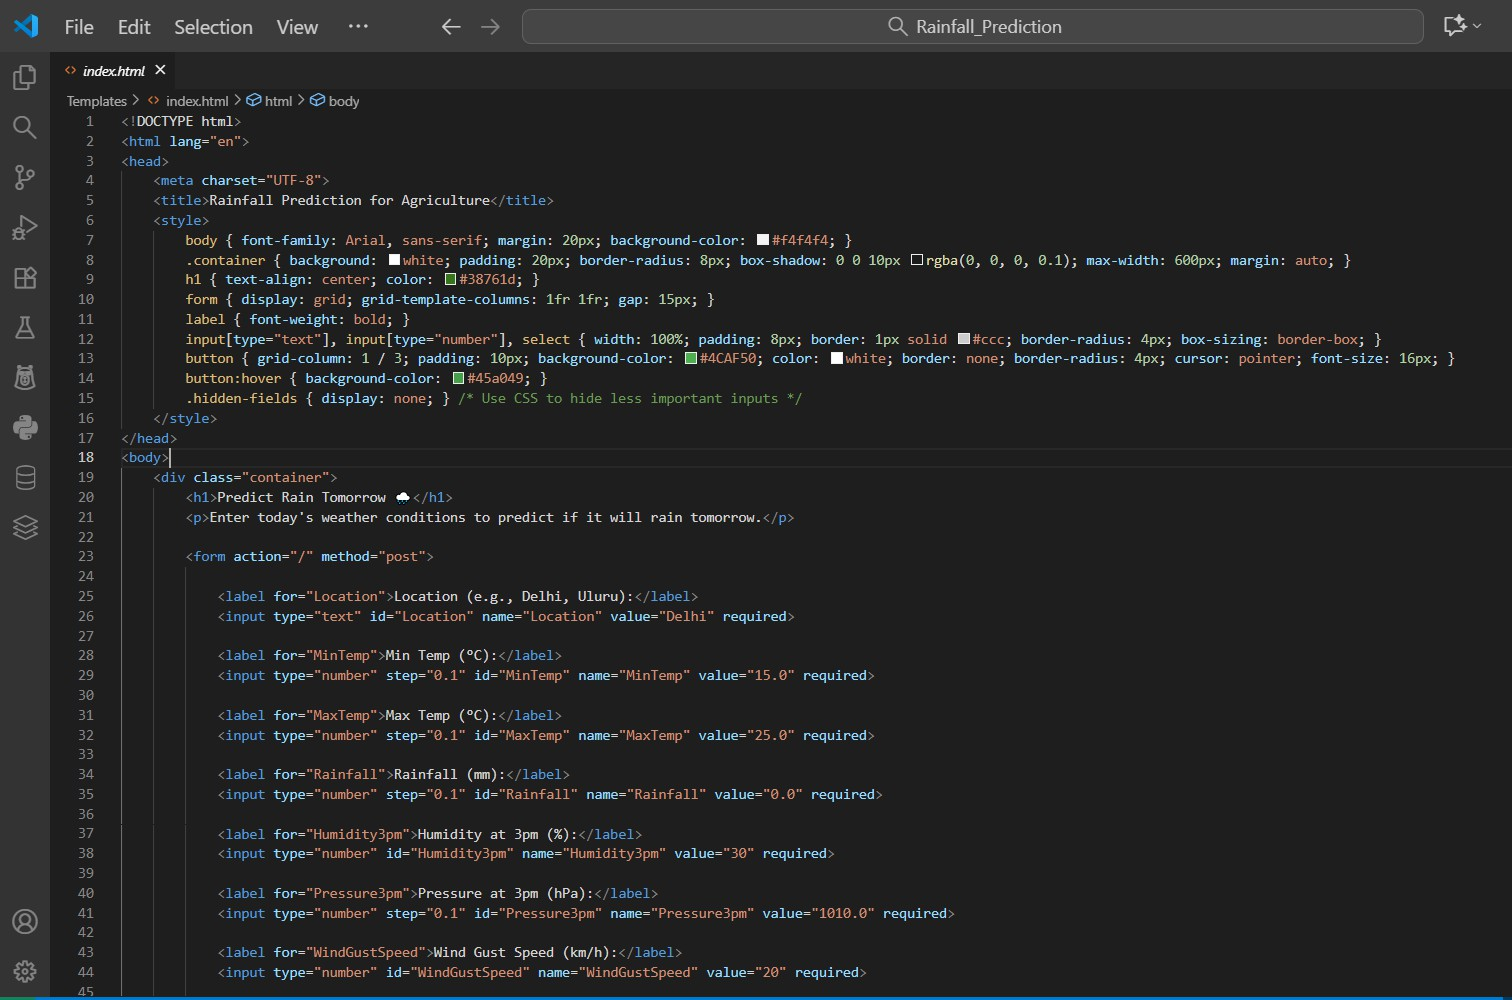 File Edit Selection View ··· Rainfall_Prediction
index.html
Templates > index.html > html > body
1 <!DOCTYPE html>
2 <html lang="en">
3 <head>
4 <meta charset="UTF-8">
5 <title>Rainfall Prediction for Agriculture</title>
6 <style>
7 body { font-family: Arial, sans-serif; margin: 20px; background-color: #f4f4f4; }
8 .container { background: white; padding: 20px; border-radius: 8px; box-shadow: 0 0 10px rgba(0, 0, 0, 0.1); max-width: 600px; margin: auto; }
9 h1 { text-align: center; color: #38761d; }
10 form { display: grid; grid-template-columns: 1fr 1fr; gap: 15px; }
11 label { font-weight: bold; }
12 input[type="text"], input[type="number"], select { width: 100%; padding: 8px; border: 1px solid #ccc; border-radius: 4px; box-sizing: border-box; }
13 button { grid-column: 1 / 3; padding: 10px; background-color: #4CAF50; color: white; border: none; border-radius: 4px; cursor: pointer; font-size: 16px; }
14 button:hover { background-color: #45a049; }
15 .hidden-fields { display: none; } /* Use CSS to hide less important inputs */
16 </style>
17 </head>
18 <body>
19 <div class="container">
20 <h1>Predict Rain Tomorrow 🌧️</h1>
21 <p>Enter today's weather conditions to predict if it will rain tomorrow.</p>
22
23 <form action="/" method="post">
24
25 <label for="Location">Location (e.g., Delhi, Uluru):</label>
26 <input type="text" id="Location" name="Location" value="Delhi" required>
27
28 <label for="MinTemp">Min Temp (°C):</label>
29 <input type="number" step="0.1" id="MinTemp" name="MinTemp" value="15.0" required>
30
31 <label for="MaxTemp">Max Temp (°C):</label>
32 <input type="number" step="0.1" id="MaxTemp" name="MaxTemp" value="25.0" required>
33
34 <label for="Rainfall">Rainfall (mm):</label>
35 <input type="number" step="0.1" id="Rainfall" name="Rainfall" value="0.0" required>
36
37 <label for="Humidity3pm">Humidity at 3pm (%):</label>
38 <input type="number" id="Humidity3pm" name="Humidity3pm" value="30" required>
39
40 <label for="Pressure3pm">Pressure at 3pm (hPa):</label>
41 <input type="number" step="0.1" id="Pressure3pm" name="Pressure3pm" value="1010.0" required>
42
43 <label for="WindGustSpeed">Wind Gust Speed (km/h):</label>
44 <input type="number" id="WindGustSpeed" name="WindGustSpeed" value="20" required>
45